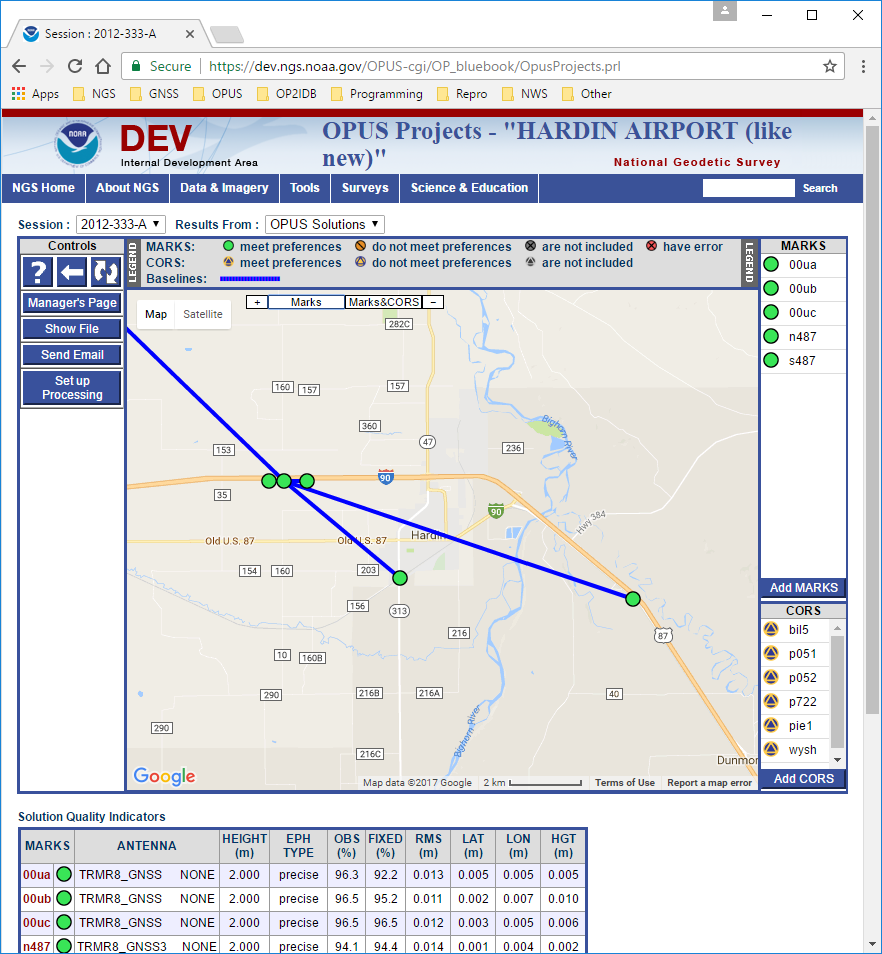 Session : 2012-333-A
Secure https://dev.ngs.noaa.gov/OPUS-cgi/OP_bluebook/OpusProjects.prl
Apps NGS GNSS OPUS OP2IDB Programming Repro NWS Other
NOAA
DEV
Internal Development Area
OPUS Projects - "HARDIN AIRPORT (like
new)"
National Geodetic Survey
NGS Home About NGS Data & Imagery Tools Surveys Science & Education Search
Session : 2012-333-A Results From : OPUS Solutions
Controls
?
Manager's Page
Show File
Send Email
Set up
Processing
LEGEND
MARKS: meet preferences do not meet preferences are not included have error
CORS: meet preferences do not meet preferences are not included
Baselines:
LEGEND
Map Satellite
+ Marks Marks&CORS −
282C
160 157 157
360
47
153
236
Bighorn River
90
35
90
Hwy 384
Old U.S. 87 Old U.S. 87
Hardin
154 160 203
156
313
216
87
10 160B
290 216B 216A 40
290
Bighorn River
216C
Dunmor
Google
Map data ©2017 Google 2 km Terms of Use Report a map error
MARKS
00ua
00ub
00uc
n487
s487
Add MARKS
CORS
bil5
p051
p052
p722
pie1
wysh
Add CORS
Solution Quality Indicators
MARKS ANTENNA HEIGHT (m) EPH TYPE OBS (%) FIXED (%) RMS (m) LAT (m) LON (m) HGT (m)
00ua TRMR8_GNSS NONE 2.000 precise 96.3 92.2 0.013 0.005 0.005 0.005
00ub TRMR8_GNSS NONE 2.000 precise 96.5 95.2 0.011 0.002 0.007 0.010
00uc TRMR8_GNSS NONE 2.000 precise 96.5 96.5 0.012 0.003 0.005 0.006
n487 TRMR8_GNSS3 NONE 2.000 precise 94.1 94.4 0.014 0.001 0.004 0.002